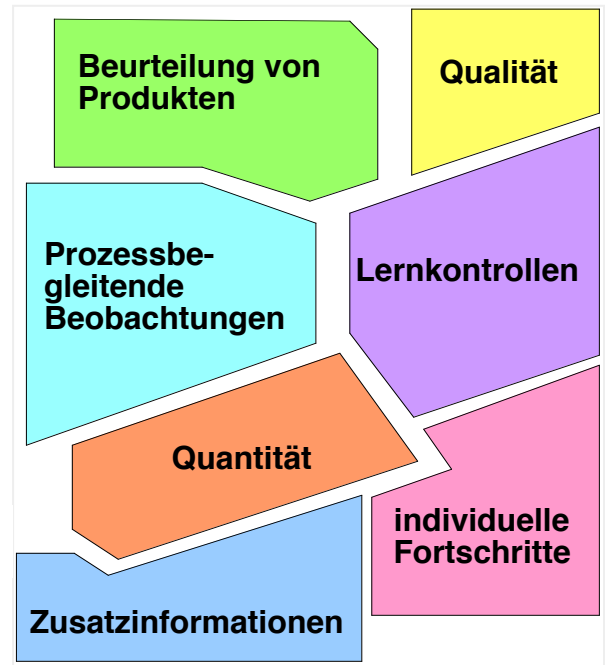 Beurteilung von
Produkten
Qualität
Prozessbe-
gleitende
Beobachtungen
Lernkontrollen
Quantität
individuelle
Fortschritte
Zusatzinformationen